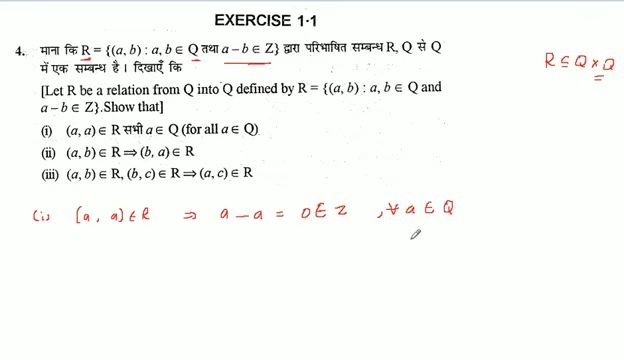 EXERCISE 1·1
4. माना कि R = {(a, b) : a, b ∈ Q तथा a – b ∈ Z} द्वारा परिभाषित सम्बन्ध R, Q से Q
में एक सम्बन्ध है। दिखाएँ कि
R ⊆ Q × Q
[Let R be a relation from Q into Q defined by R = {(a, b) : a, b ∈ Q and
a – b ∈ Z}.Show that]
(i) (a, a) ∈ R सभी a ∈ Q (for all a ∈ Q)
(ii) (a, b) ∈ R ⇒ (b, a) ∈ R
(iii) (a, b) ∈ R, (b, c) ∈ R ⇒ (a, c) ∈ R
(i) (a, a) ∈ R ⇒ a – a = 0 ∈ Z , ∀ a ∈ Q